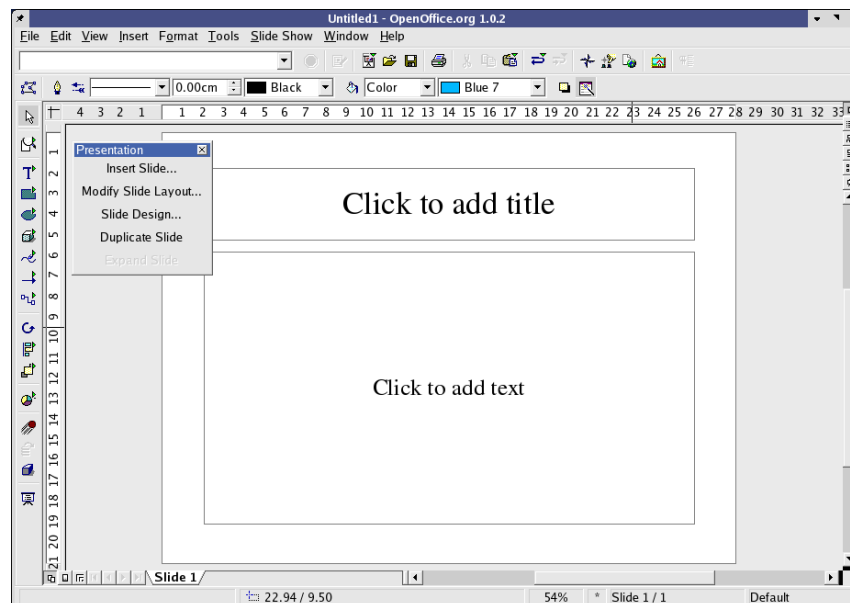 Untitled1 - OpenOffice.org 1.0.2
File Edit View Insert Format Tools Slide Show Window Help
0.00cm Black Color Blue 7
4 3 2 1 1 2 3 4 5 6 7 8 9 10 11 12 13 14 15 16 17 18 19 20 21 22 23 24 25 26 27 28 29 30 31 32 33
Presentation
Insert Slide...
Modify Slide Layout...
Slide Design...
Duplicate Slide
Expand Slide
Click to add title
Click to add text
1 2 3 4 5 6 7 8 9 10 11 12 13 14 15 16 17 18 19 20 21
Slide 1
22.94 / 9.50 54% * Slide 1 / 1 Default